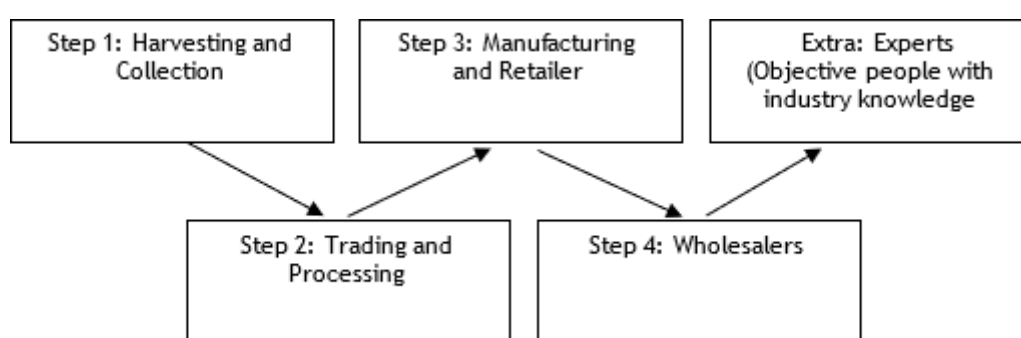 Step 1: Harvesting and
Collection
Step 2: Trading and
Processing
Step 3: Manufacturing
and Retailer
Step 4: Wholesalers
Extra: Experts
(Objective people with
industry knowledge